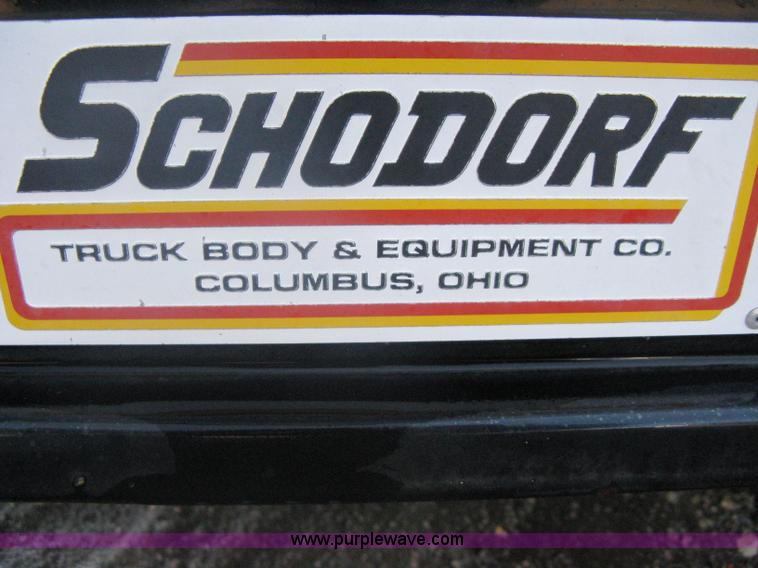 SCHODORF
TRUCK BODY & EQUIPMENT CO.
COLUMBUS, OHIO
www.purplewave.com